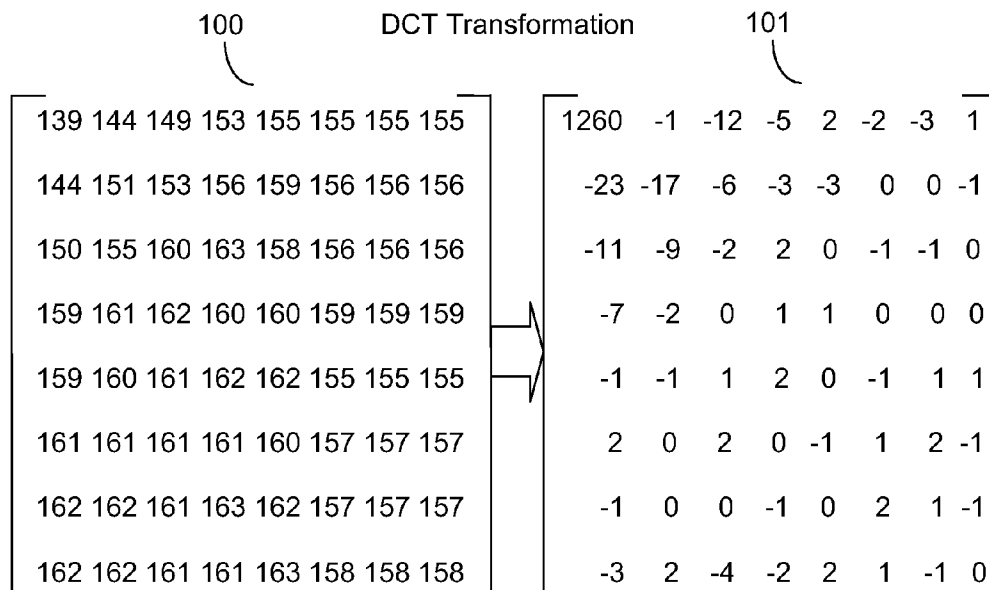 100 DCT Transformation 101
139 144 149 153 155 155 155 155 1260 -1 -12 -5 2 -2 -3 1
144 151 153 156 159 156 156 156 -23 -17 -6 -3 -3 0 0 -1
150 155 160 163 158 156 156 156 -11 -9 -2 2 0 -1 -1 0
159 161 162 160 160 159 159 159 -7 -2 0 1 1 0 0 0
159 160 161 162 162 155 155 155 -1 -1 1 2 0 -1 1 1
161 161 161 161 160 157 157 157 2 0 2 0 -1 1 2 -1
162 162 161 163 162 157 157 157 -1 0 0 -1 0 2 1 -1
162 162 161 161 163 158 158 158 -3 2 -4 -2 2 1 -1 0